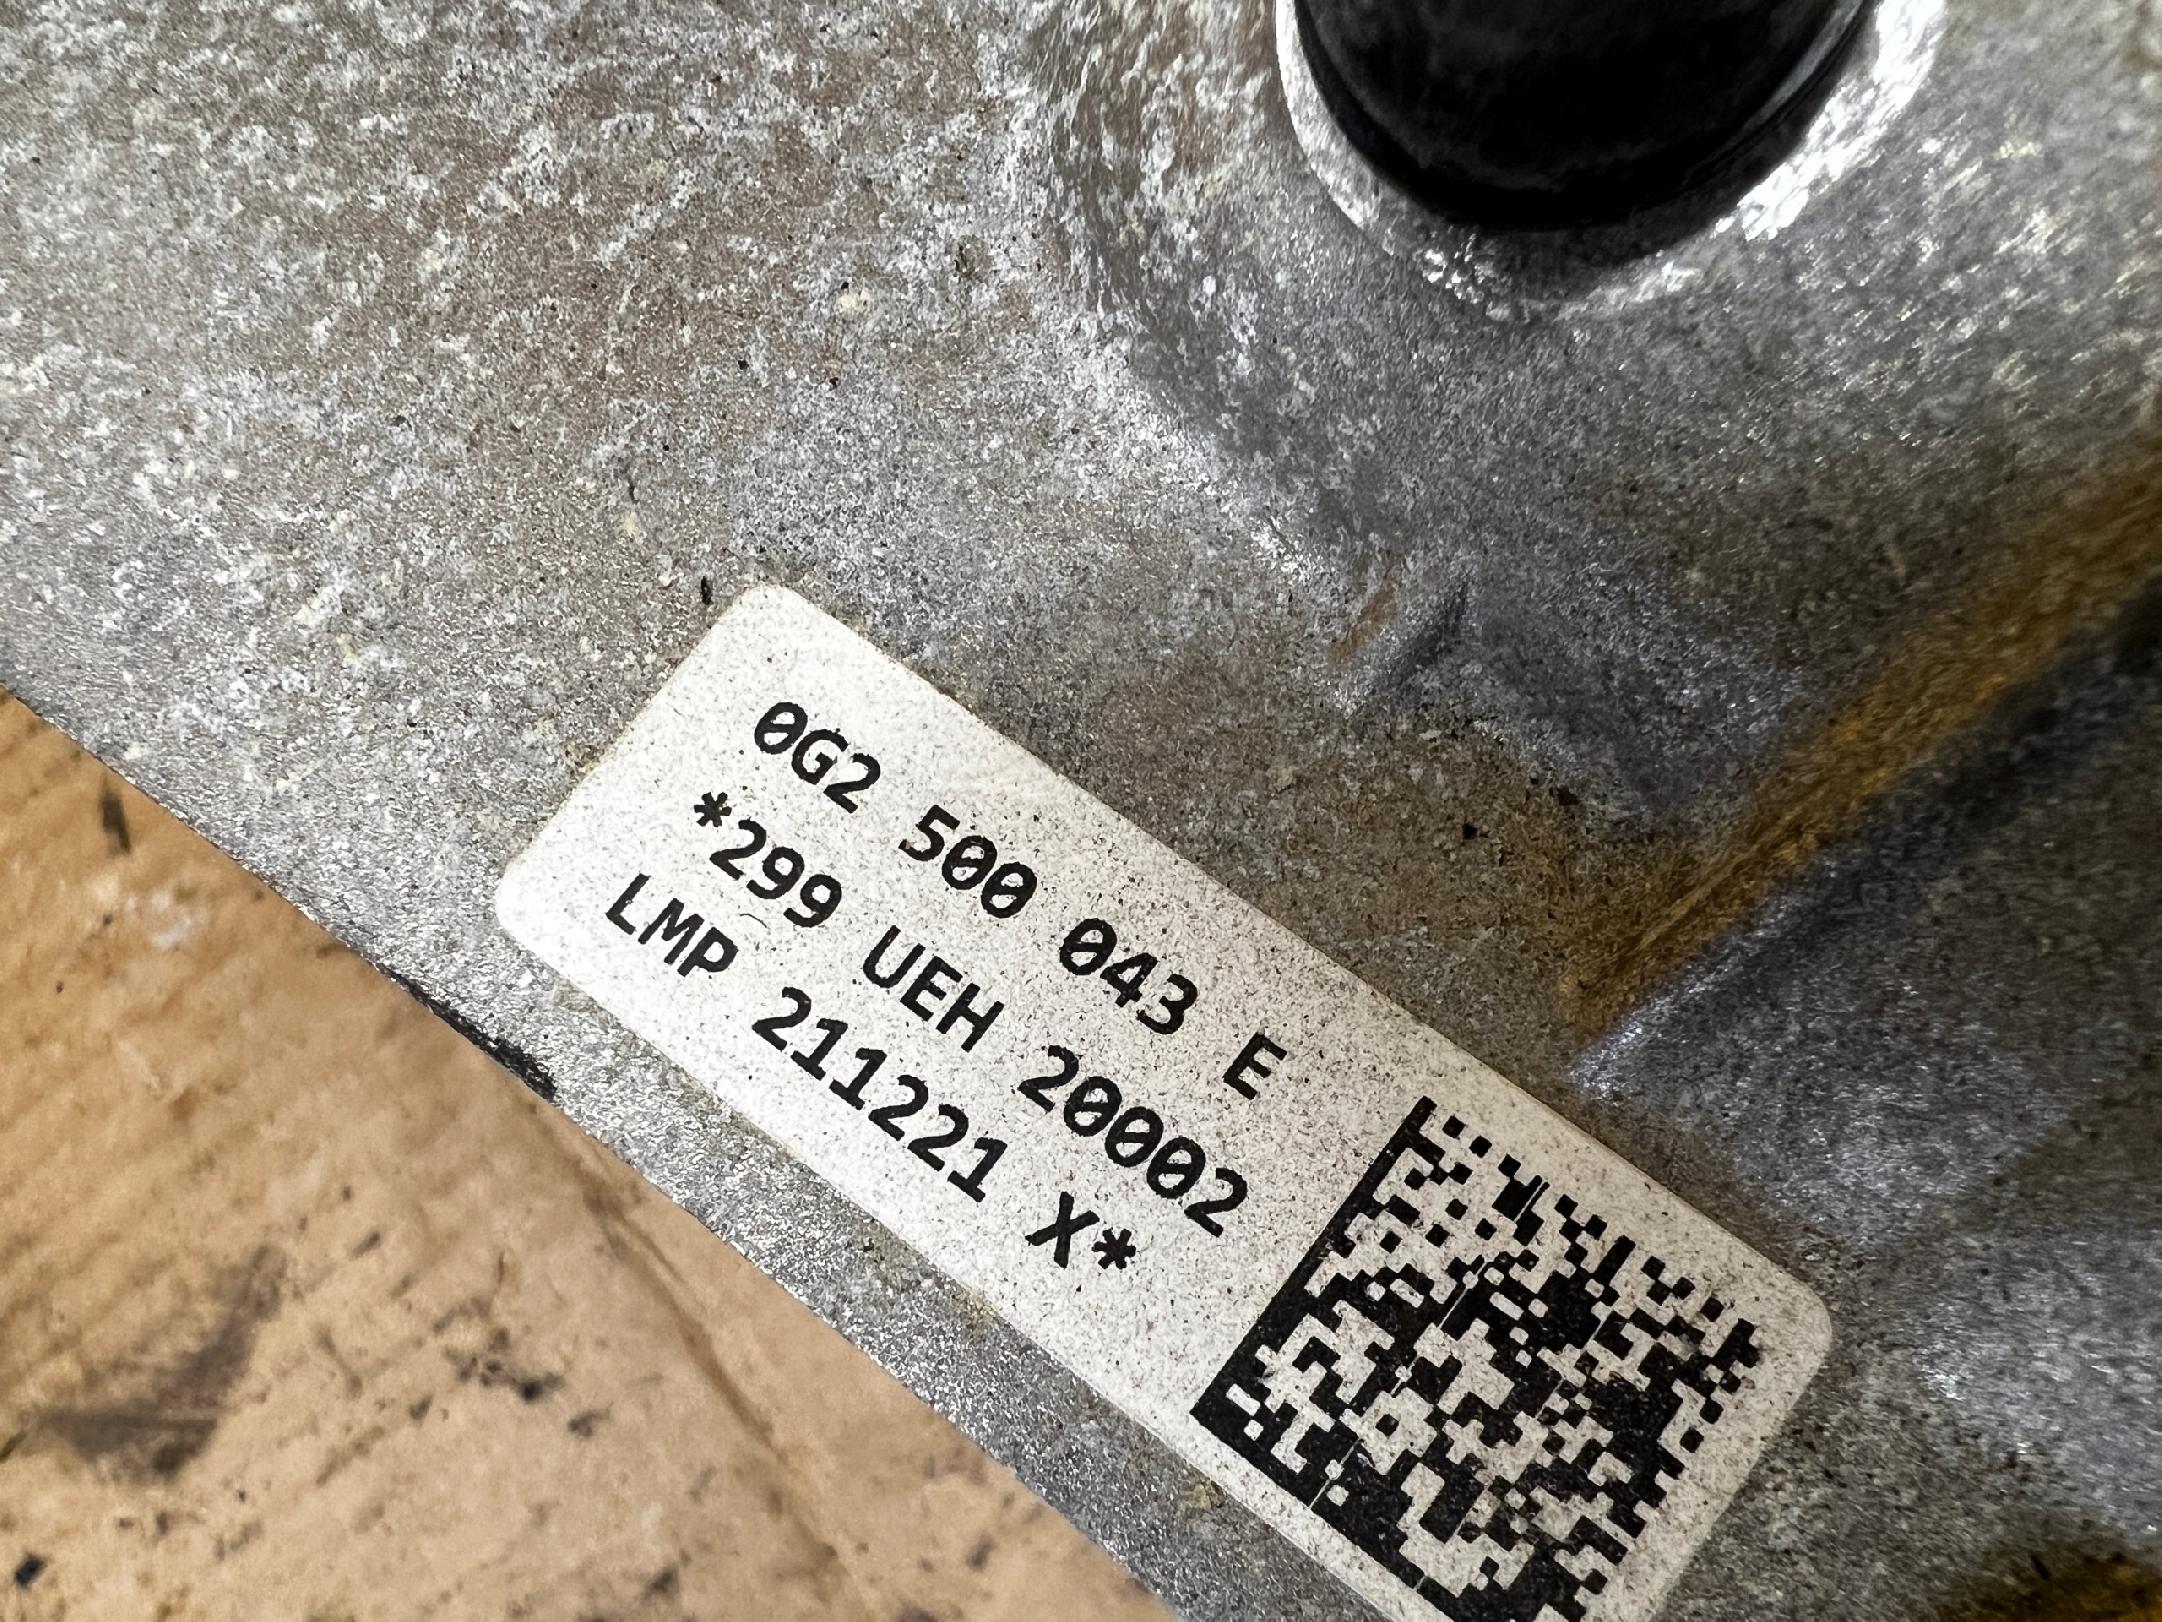 0G2 500 043 E
*299 UEH 20002
LMP 211221 X*